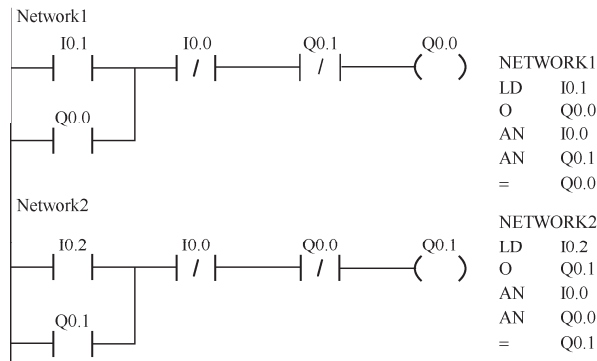 Network1
I0.1 I0.0 Q0.1 Q0.0
Q0.0
NETWORK1
LD I0.1
O Q0.0
AN I0.0
AN Q0.1
= Q0.0
Network2
I0.2 I0.0 Q0.0 Q0.1
Q0.1
NETWORK2
LD I0.2
O Q0.1
AN I0.0
AN Q0.0
= Q0.1